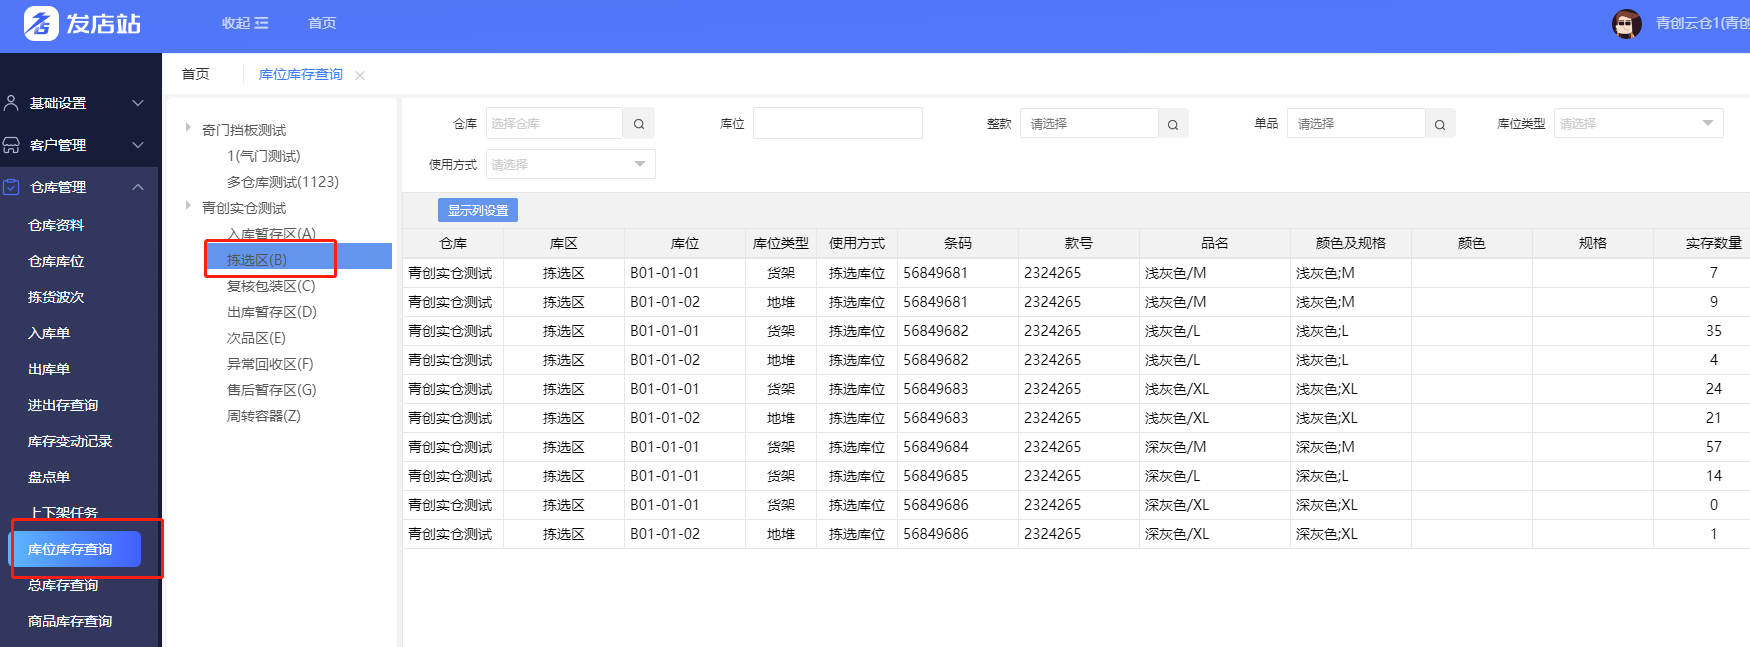 发店站
收起
首页
青创云仓1(青创
首页
库位库存查询
基础设置
客户管理
仓库管理
仓库资料
仓库库位
拣货波次
入库单
出库单
进出存查询
库存变动记录
盘点单
上下架任务
库位库存查询
总库存查询
商品库存查询
奇门挡板测试
1(气门测试)
多仓库测试(1123)
青创实仓测试
入库暂存区(A)
拣选区(B)
复核包装区(C)
出库暂存区(D)
次品区(E)
异常回收区(F)
售后暂存区(G)
周转容器(Z)
仓库 选择仓库 库位 整款 请选择 单品 请选择 库位类型 请选择
使用方式 请选择
显示列设置
仓库 库区 库位 库位类型 使用方式 条码 款号 品名 颜色及规格 颜色 规格 实存数量
青创实仓测试 拣选区 B01-01-01 货架 拣选库位 56849681 2324265 浅灰色/M 浅灰色;M 7
青创实仓测试 拣选区 B01-01-02 地堆 拣选库位 56849681 2324265 浅灰色/M 浅灰色;M 9
青创实仓测试 拣选区 B01-01-01 货架 拣选库位 56849682 2324265 浅灰色/L 浅灰色;L 35
青创实仓测试 拣选区 B01-01-02 地堆 拣选库位 56849682 2324265 浅灰色/L 浅灰色;L 4
青创实仓测试 拣选区 B01-01-01 货架 拣选库位 56849683 2324265 浅灰色/XL 浅灰色;XL 24
青创实仓测试 拣选区 B01-01-02 地堆 拣选库位 56849683 2324265 浅灰色/XL 浅灰色;XL 21
青创实仓测试 拣选区 B01-01-01 货架 拣选库位 56849684 2324265 深灰色/M 深灰色;M 57
青创实仓测试 拣选区 B01-01-01 货架 拣选库位 56849685 2324265 深灰色/L 深灰色;L 14
青创实仓测试 拣选区 B01-01-01 货架 拣选库位 56849686 2324265 深灰色/XL 深灰色;XL 0
青创实仓测试 拣选区 B01-01-02 地堆 拣选库位 56849686 2324265 深灰色/XL 深灰色;XL 1